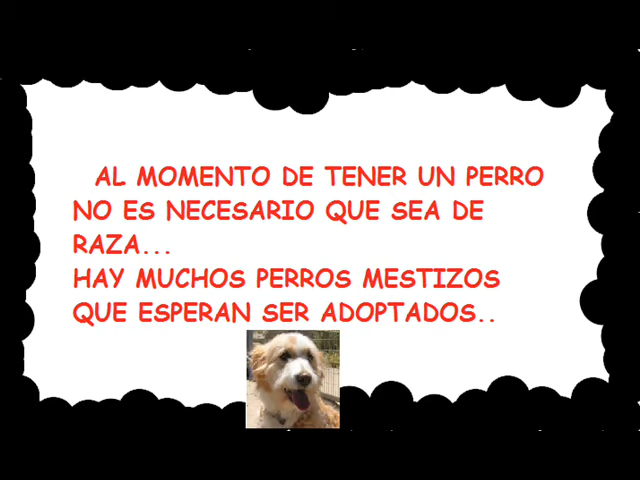 AL MOMENTO DE TENER UN PERRO
NO ES NECESARIO QUE SEA DE
RAZA...
HAY MUCHOS PERROS MESTIZOS
QUE ESPERAN SER ADOPTADOS..